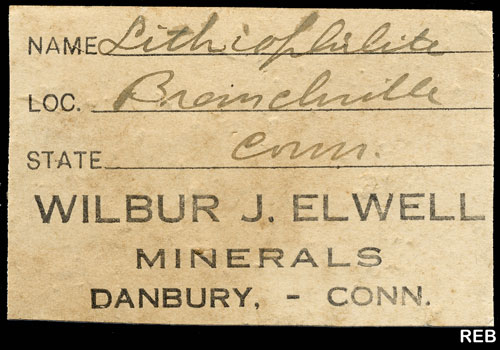 NAME Lithiophilite
LOC. Branchville
STATE Conn.
WILBUR J. ELWELL
MINERALS
DANBURY, - CONN.
REB